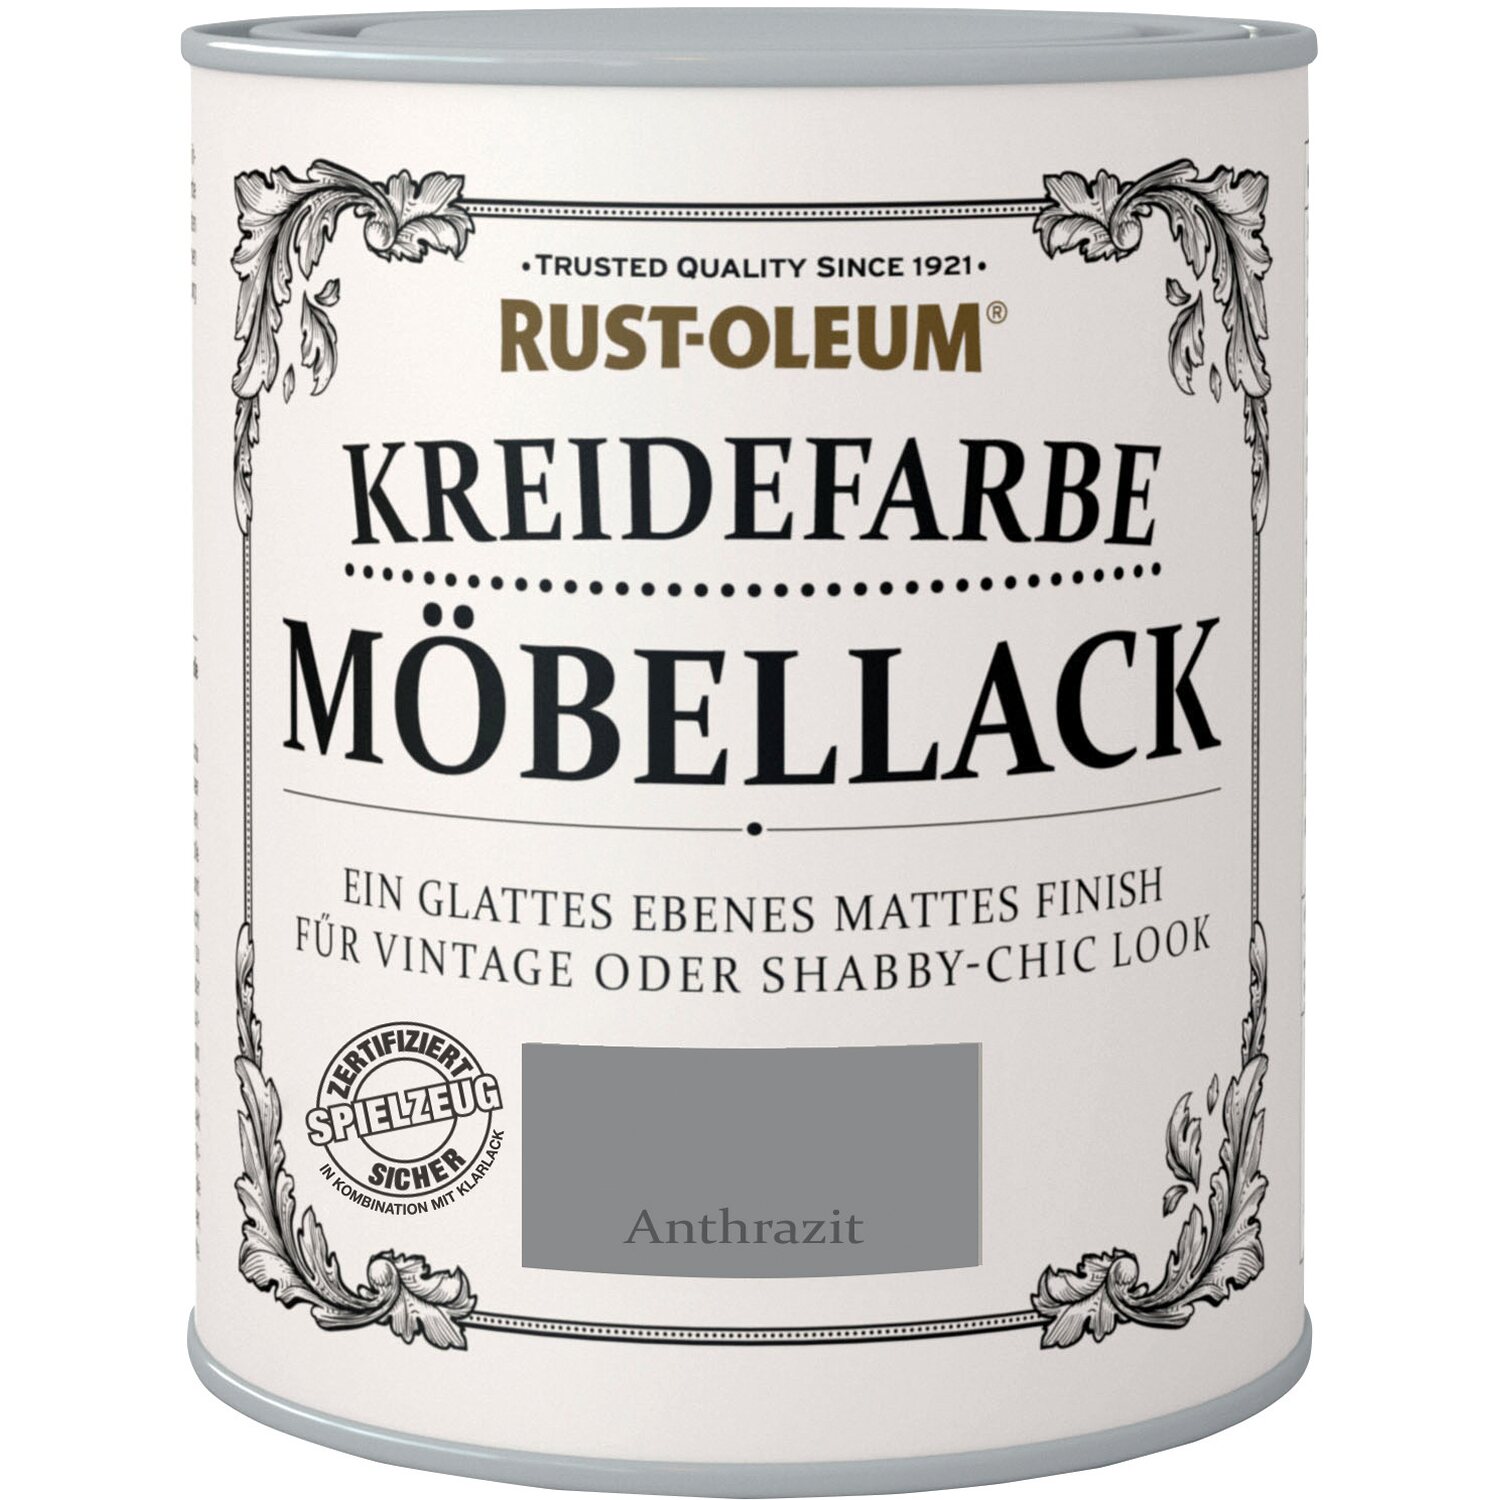 •TRUSTED QUALITY SINCE 1921•
RUST-OLEUM®
KREIDEFARBE
MÖBELLACK
EIN GLATTES EBENES MATTES FINISH
FÜR VINTAGE ODER SHABBY-CHIC LOOK
ZERTIFIZIERT
SPIELZEUG
SICHER
IN KOMBINATION MIT KLARLACK
Anthrazit